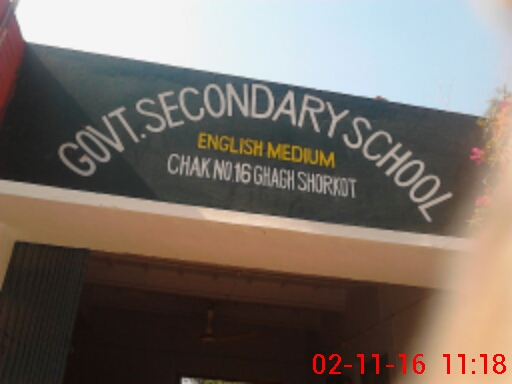 GOVT. SECONDARY SCHOOL
ENGLISH MEDIUM
CHAK NO.16 GHAGH SHORKOT
02-11-16 11:18